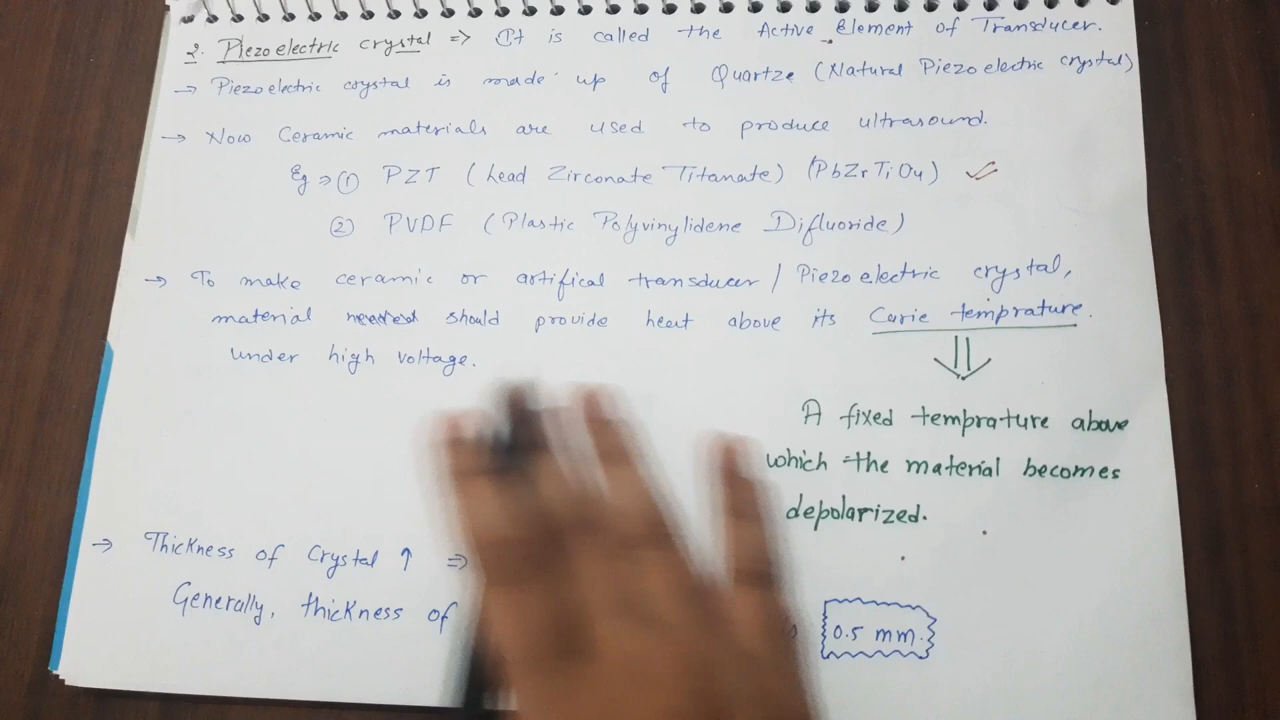 2. Piezoelectric crystal => It is called the Active Element of Transducer.
→ Piezoelectric crystal is made up of Quartze (Natural Piezoelectric crystal)
→ Now Ceramic materials are used to produce ultrasound.
Eg => ① PZT (Lead Zirconate Titanate) (PbZrTiO4) ✓
② PVDF (Plastic Polyvinylidene Difluoride)
→ To make ceramic or artifical transducer / Piezoelectric crystal,
material should provide heat above its Curie temprature.
under high voltage.
A fixed temprature above
which the material becomes
depolarized.
→ Thickness of Crystal ↑ =>
Generally, thickness of
0.5 mm.